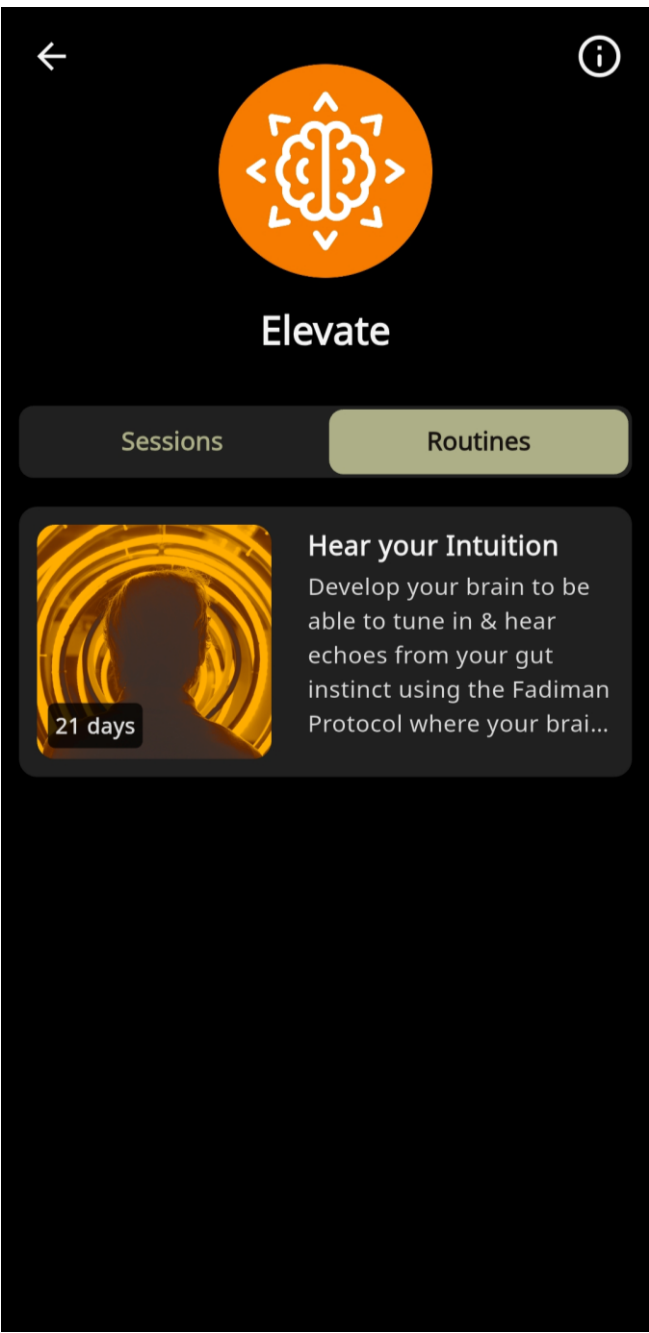 Elevate
Sessions
Routines
21 days
Hear your Intuition
Develop your brain to be
able to tune in & hear
echoes from your gut
instinct using the Fadiman
Protocol where your brai...